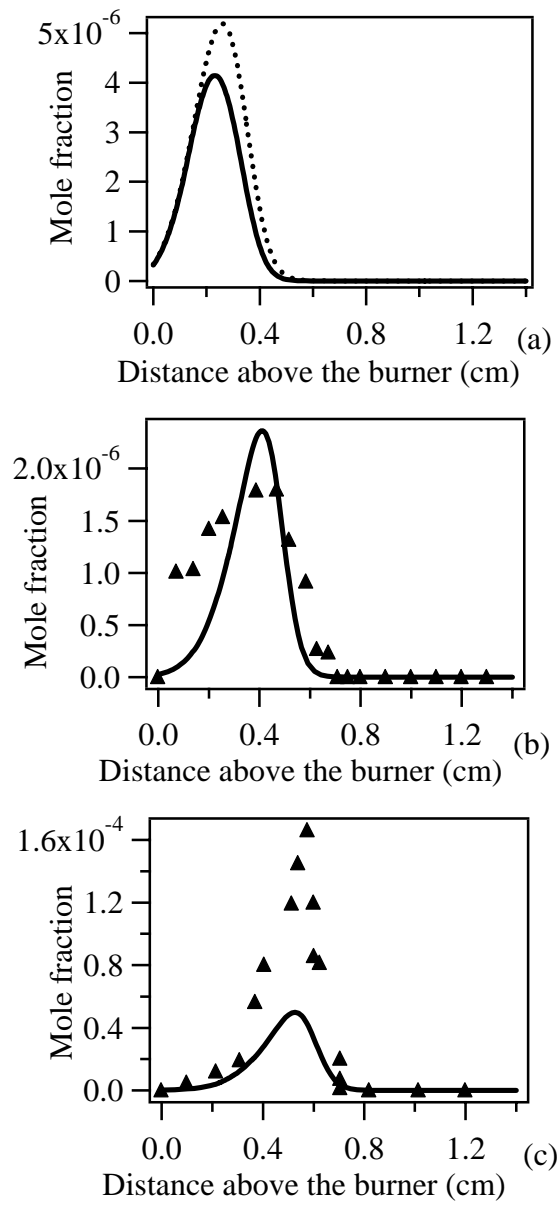 5x10-6
4
3
2
1
0
Mole fraction
0.0 0.4 0.8 1.2 (a)
Distance above the burner (cm)
2.0x10-6
1.5
1.0
0.5
0.0
Mole fraction
0.0 0.4 0.8 1.2 (b)
Distance above the burner (cm)
1.6x10-4
1.2
0.8
0.4
0.0
Mole fraction
0.0 0.4 0.8 1.2 (c)
Distance above the burner (cm)